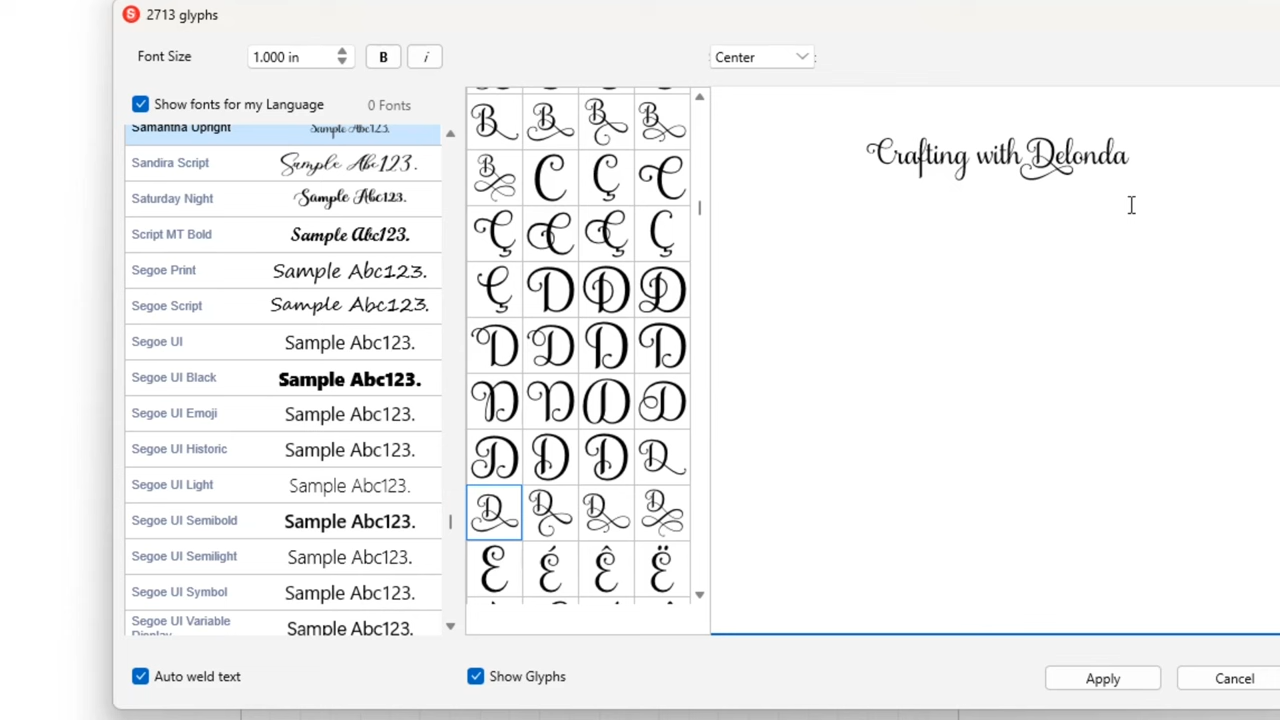 2713 glyphs
Font Size
1.000 in
B
i
Center
Show fonts for my Language
0 Fonts
Samantha Upright Sample Abc123.
Sandira Script Sample Abc123.
Saturday Night Sample Abc123.
Script MT Bold Sample Abc123.
Segoe Print Sample Abc123.
Segoe Script Sample Abc123.
Segoe UI Sample Abc123.
Segoe UI Black Sample Abc123.
Segoe UI Emoji Sample Abc123.
Segoe UI Historic Sample Abc123.
Segoe UI Light Sample Abc123.
Segoe UI Semibold Sample Abc123.
Segoe UI Semilight Sample Abc123.
Segoe UI Symbol Sample Abc123.
Segoe UI Variable Display Sample Abc123.
B B B B
B C Ç C
Ç C Ç Ç
Ç D D D
D D D D
D D D D
D D D D
D D D D
E É Ê Ë
Crafting with Delonda
Auto weld text
Show Glyphs
Apply
Cancel